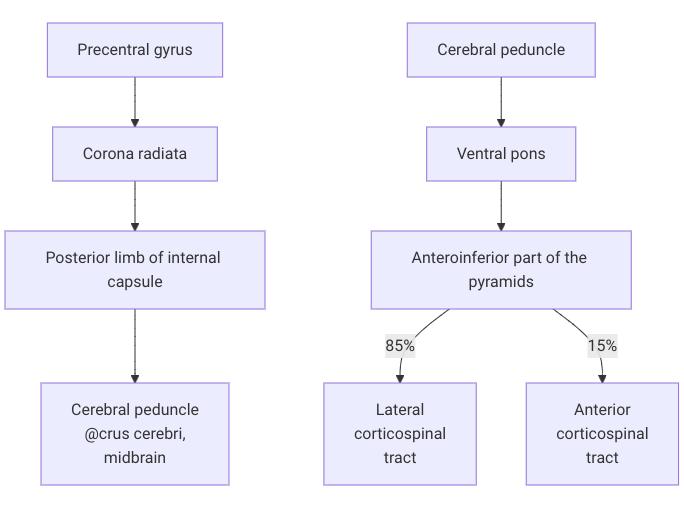 Precentral gyrus
Corona radiata
Posterior limb of internal
capsule
Cerebral peduncle
@crus cerebri,
midbrain
Cerebral peduncle
Ventral pons
Anteroinferior part of the
pyramids
85%
15%
Lateral
corticospinal
tract
Anterior
corticospinal
tract